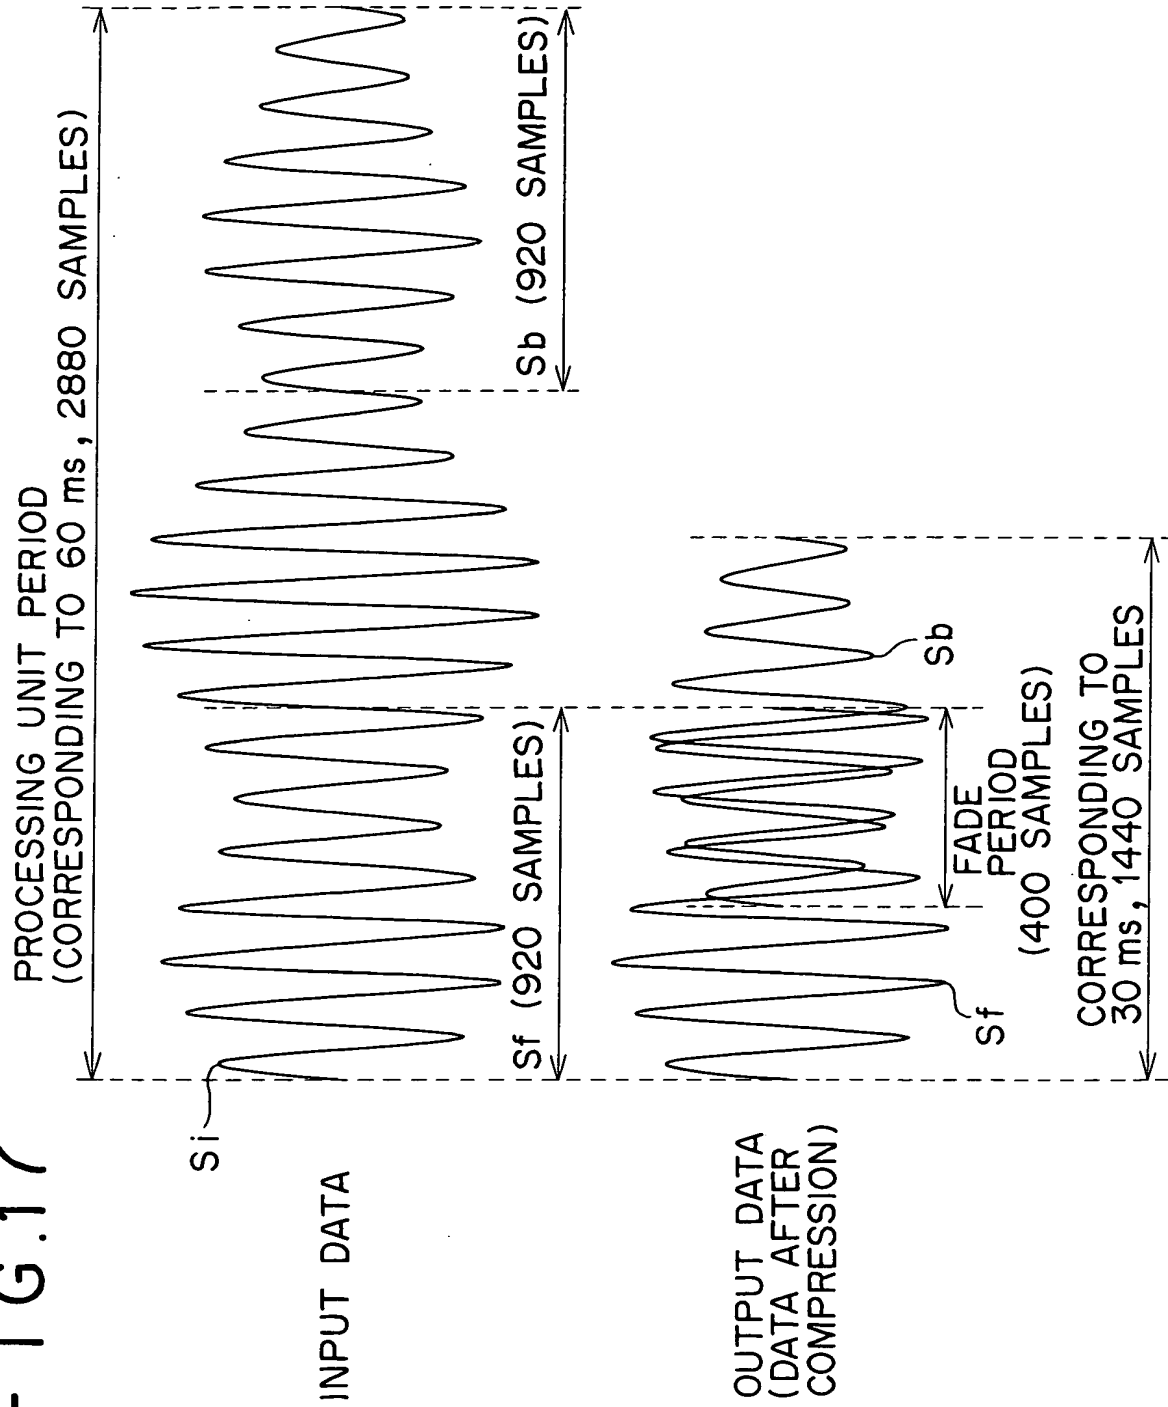 FIG.17
PROCESSING UNIT PERIOD
(CORRESPONDING TO 60 ms, 2880 SAMPLES)
Si
INPUT DATA
Sf (920 SAMPLES)
Sb (920 SAMPLES)
OUTPUT DATA
(DATA AFTER
COMPRESSION)
Sf
Sb
FADE
PERIOD
(400 SAMPLES)
CORRESPONDING TO
30 ms, 1440 SAMPLES